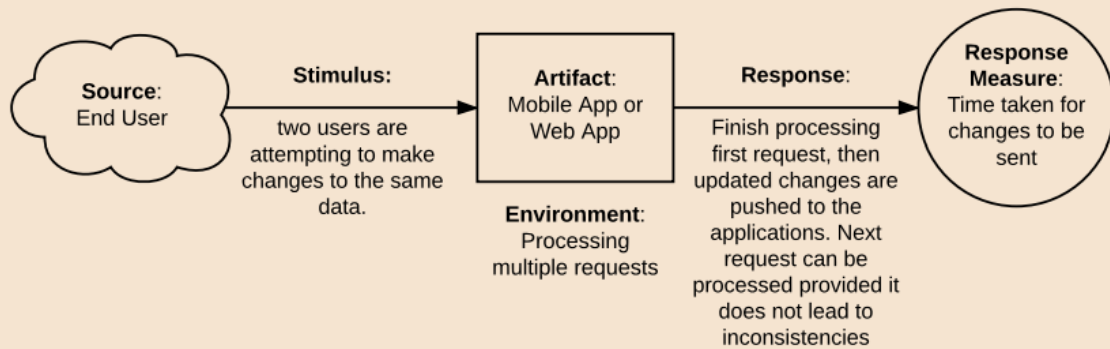 Source:
End User
Stimulus:
two users are
attempting to make
changes to the same
data.
Artifact:
Mobile App or
Web App
Environment:
Processing
multiple requests
Response:
Finish processing
first request, then
updated changes are
pushed to the
applications. Next
request can be
processed provided it
does not lead to
inconsistencies
Response
Measure:
Time taken for
changes to be
sent